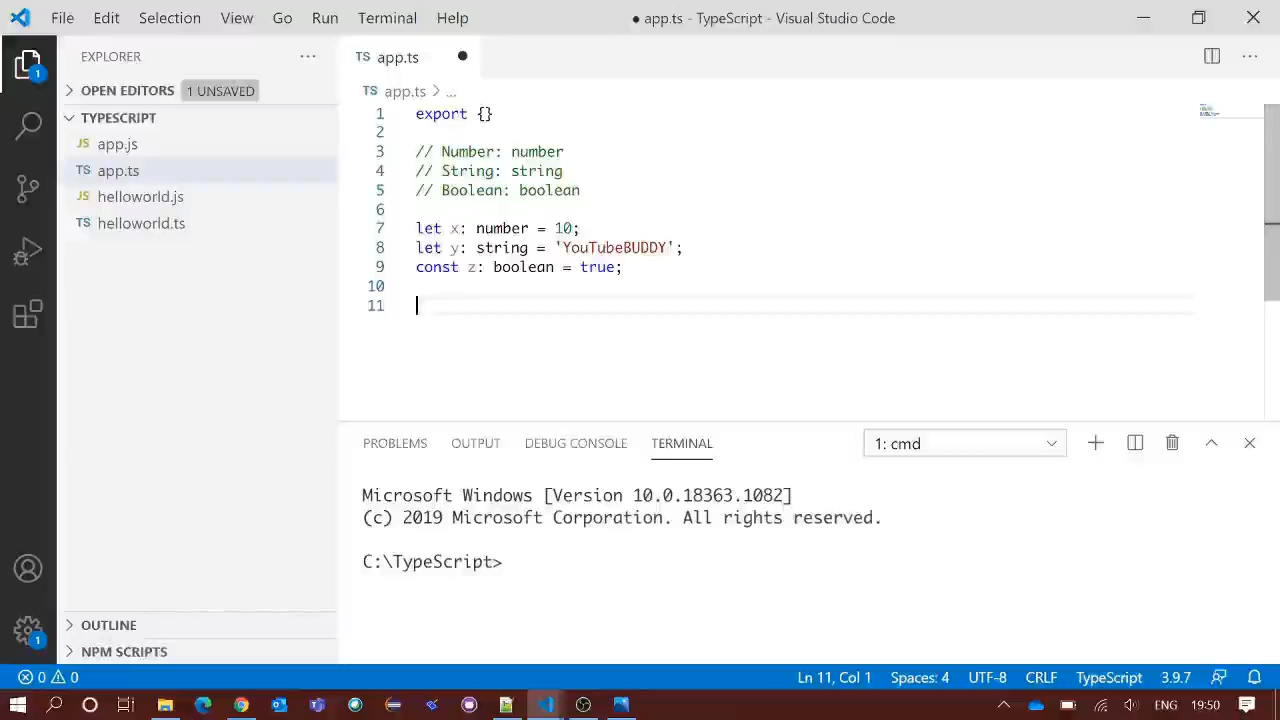 File Edit Selection View Go Run Terminal Help ● app.ts - TypeScript - Visual Studio Code
EXPLORER
OPEN EDITORS 1 UNSAVED
TYPESCRIPT
JS app.js
TS app.ts
JS helloworld.js
TS helloworld.ts
OUTLINE
NPM SCRIPTS
1
1
TS app.ts ●
TS app.ts > ...
1 export {}
2
3 // Number: number
4 // String: string
5 // Boolean: boolean
6
7 let x: number = 10;
8 let y: string = 'YouTubeBUDDY';
9 const z: boolean = true;
10
11
PROBLEMS OUTPUT DEBUG CONSOLE TERMINAL 1: cmd
Microsoft Windows [Version 10.0.18363.1082]
(c) 2019 Microsoft Corporation. All rights reserved.
C:\TypeScript>
0 0 Ln 11, Col 1 Spaces: 4 UTF-8 CRLF TypeScript 3.9.7
ENG 19:50